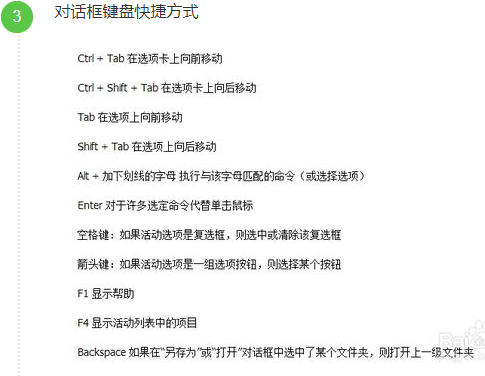 3 对话框键盘快捷方式
Ctrl + Tab 在选项卡上向前移动
Ctrl + Shift + Tab 在选项卡上向后移动
Tab 在选项上向前移动
Shift + Tab 在选项上向后移动
Alt + 加下划线的字母 执行与该字母匹配的命令（或选择选项）
Enter 对于许多选定命令代替单击鼠标
空格键：如果活动选项是复选框，则选中或清除该复选框
箭头键：如果活动选项是一组选项按钮，则选择某个按钮
F1 显示帮助
F4 显示活动列表中的项目
Backspace 如果在“另存为”或“打开”对话框中选中了某个文件夹，则打开上一级文件夹